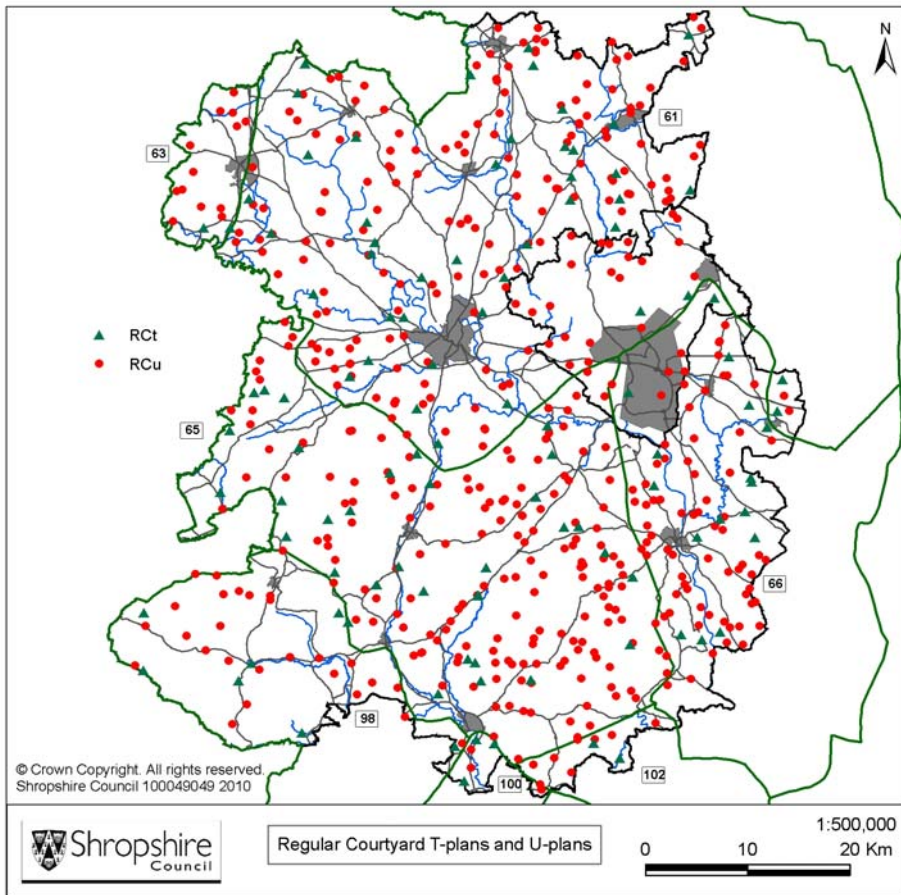 N
61
63
RCt
RCu
65
66
98
100
102
© Crown Copyright. All rights reserved.
Shropshire Council 100049049 2010
Shropshire
Council
Regular Courtyard T-plans and U-plans
1:500,000
0 10 20 Km